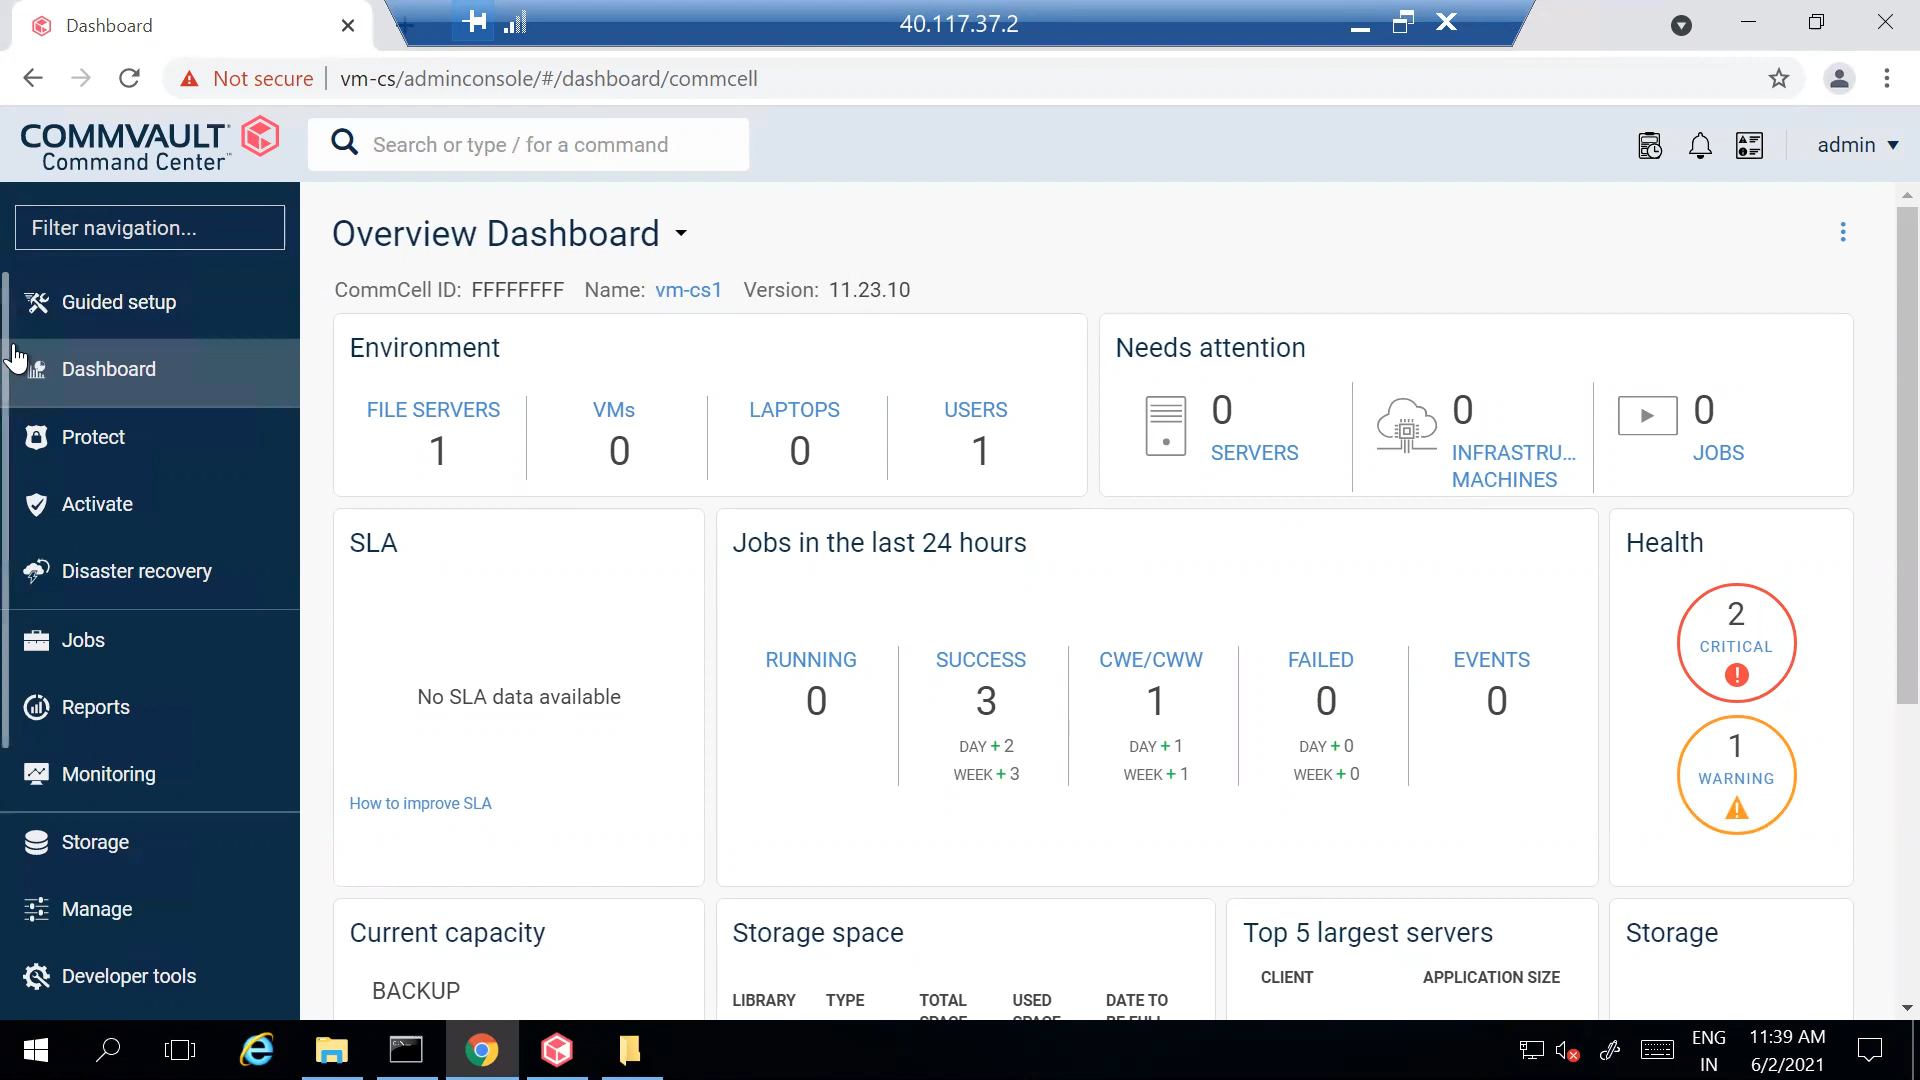 Dashboard
40.117.37.2
Not secure
vm-cs/adminconsole/#/dashboard/commcell
COMMVAULT
Command Center™
Search or type / for a command
admin
Filter navigation...
Guided setup
Dashboard
Protect
Activate
Disaster recovery
Jobs
Reports
Monitoring
Storage
Manage
Developer tools
Overview Dashboard
CommCell ID: FFFFFFFF Name: vm-cs1 Version: 11.23.10
Environment
FILE SERVERS VMs LAPTOPS USERS
1 0 0 1
Needs attention
0
SERVERS
0
INFRASTRU...
MACHINES
0
JOBS
SLA
No SLA data available
How to improve SLA
Jobs in the last 24 hours
RUNNING SUCCESS CWE/CWW FAILED EVENTS
0 3 1 0 0
DAY + 2 DAY + 1 DAY + 0
WEEK + 3 WEEK + 1 WEEK + 0
Health
2
CRITICAL
1
WARNING
Current capacity
BACKUP
Storage space
LIBRARY TYPE TOTAL USED DATE TO
SPACE SPACE BE FULL
Top 5 largest servers
CLIENT APPLICATION SIZE
Storage
ENG
IN
11:39 AM
6/2/2021